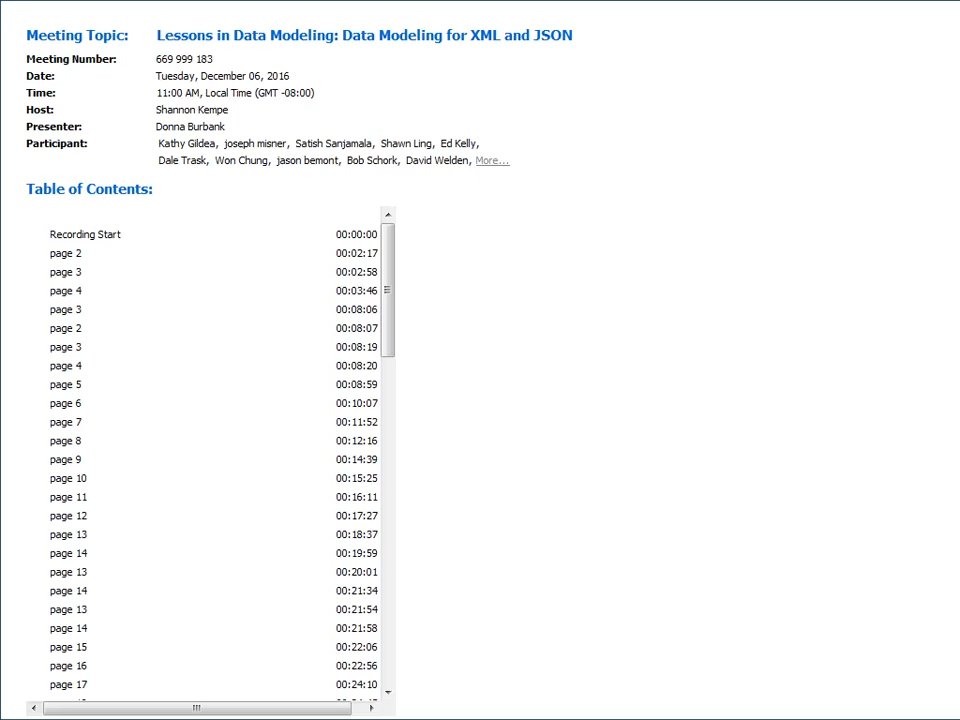 Meeting Topic: Lessons in Data Modeling: Data Modeling for XML and JSON
Meeting Number: 669 999 183
Date: Tuesday, December 06, 2016
Time: 11:00 AM, Local Time (GMT -08:00)
Host: Shannon Kempe
Presenter: Donna Burbank
Participant: Kathy Gildea, joseph misner, Satish Sanjamala, Shawn Ling, Ed Kelly,
Dale Trask, Won Chung, jason bemont, Bob Schork, David Welden, More...
Table of Contents:
Recording Start 00:00:00
page 2 00:02:17
page 3 00:02:58
page 4 00:03:46
page 3 00:08:06
page 2 00:08:07
page 3 00:08:19
page 4 00:08:20
page 5 00:08:59
page 6 00:10:07
page 7 00:11:52
page 8 00:12:16
page 9 00:14:39
page 10 00:15:25
page 11 00:16:11
page 12 00:17:27
page 13 00:18:37
page 14 00:19:59
page 13 00:20:01
page 14 00:21:34
page 13 00:21:54
page 14 00:21:58
page 15 00:22:06
page 16 00:22:56
page 17 00:24:10